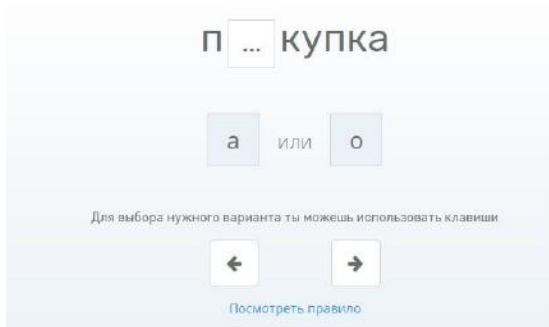 п ... купка
а или о
Для выбора нужного варианта ты можешь использовать клавиши
← →
Посмотреть правило